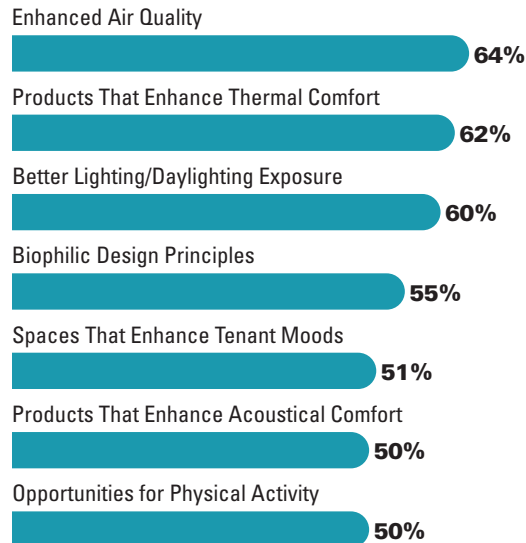 Enhanced Air Quality
64%
Products That Enhance Thermal Comfort
62%
Better Lighting/Daylighting Exposure
60%
Biophilic Design Principles
55%
Spaces That Enhance Tenant Moods
51%
Products That Enhance Acoustical Comfort
50%
Opportunities for Physical Activity
50%